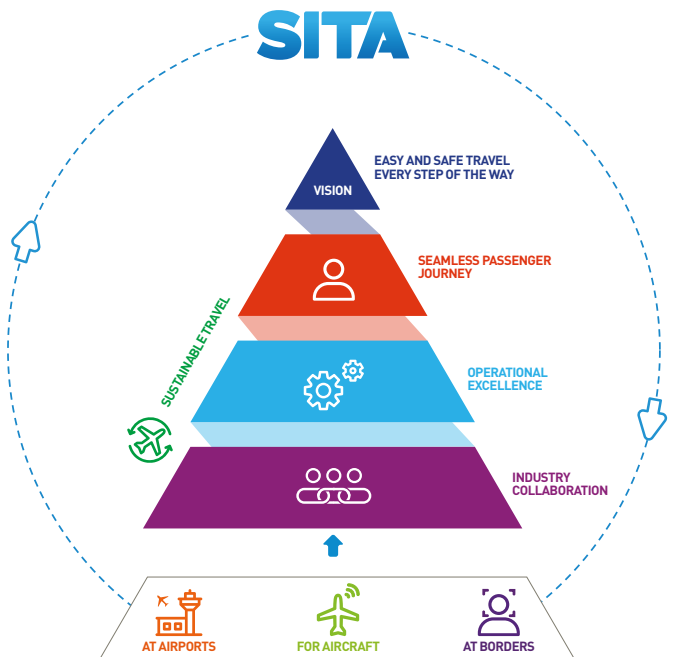 SITA
VISION
EASY AND SAFE TRAVEL
EVERY STEP OF THE WAY
SEAMLESS PASSENGER
JOURNEY
SUSTAINABLE TRAVEL
OPERATIONAL
EXCELLENCE
INDUSTRY
COLLABORATION
AT AIRPORTS
FOR AIRCRAFT
AT BORDERS